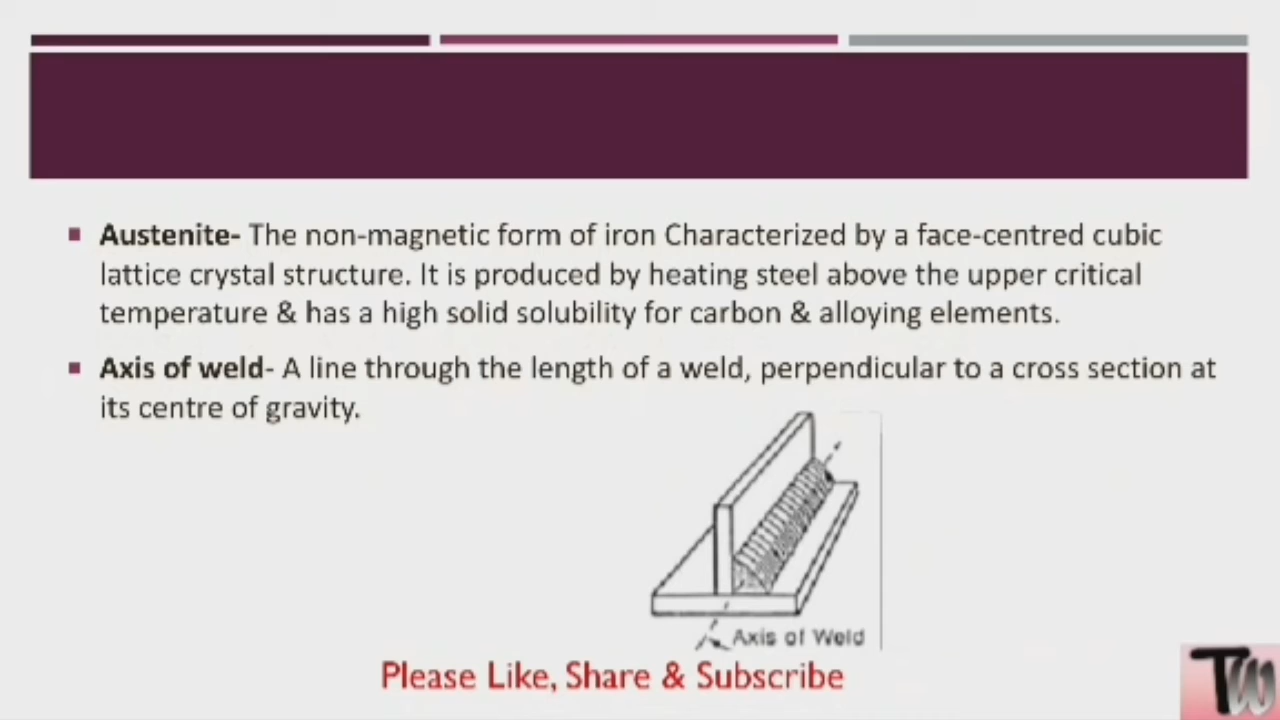 Austenite- The non-magnetic form of iron Characterized by a face-centred cubic
lattice crystal structure. It is produced by heating steel above the upper critical
temperature & has a high solid solubility for carbon & alloying elements.
Axis of weld- A line through the length of a weld, perpendicular to a cross section at
its centre of gravity.
Axis of Weld
Please Like, Share & Subscribe
TW